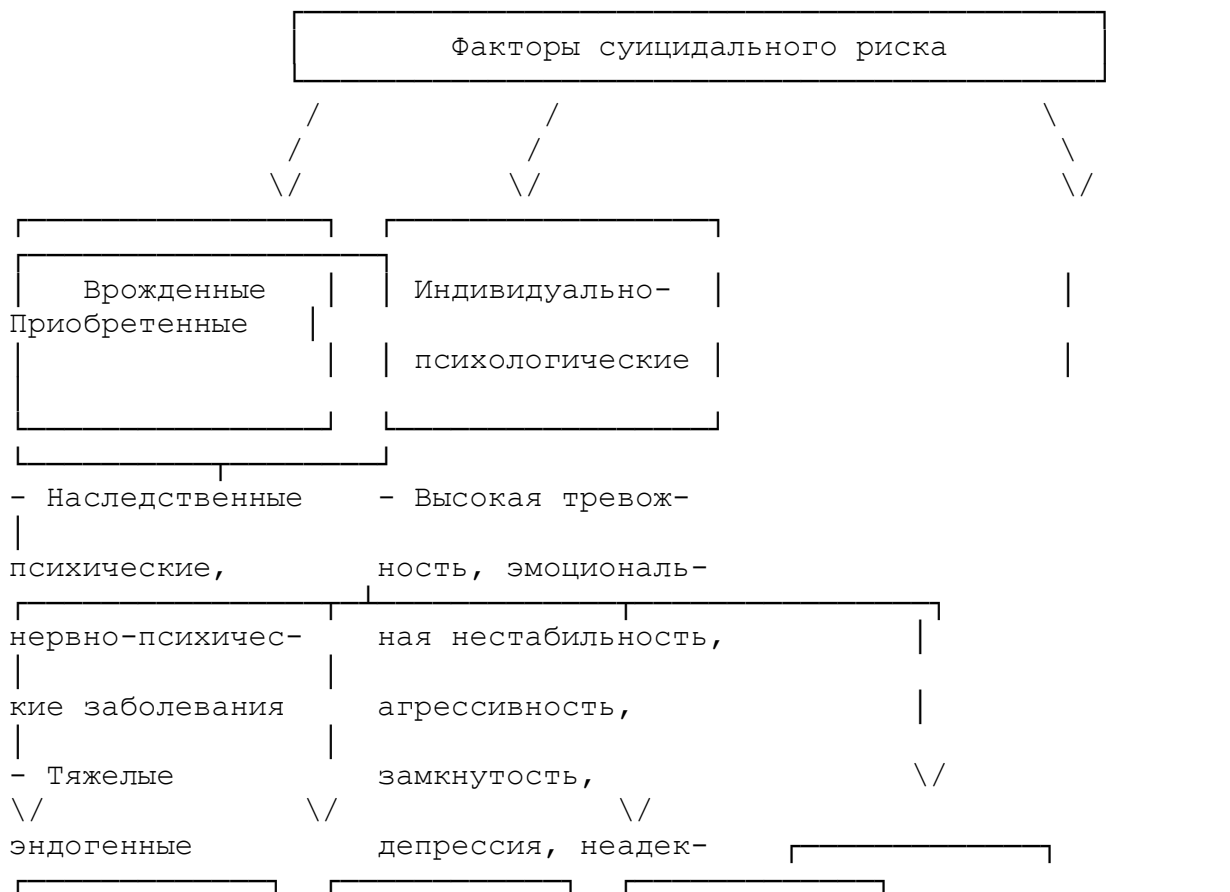 Факторы суицидального риска
Врожденные Индивидуально-
Приобретенные
психологические
- Наследственные - Высокая тревож-
психические, ность, эмоциональ-
нервно-психичес- ная нестабильность,
кие заболевания агрессивность,
- Тяжелые замкнутость,
эндогенные депрессия, неадек-